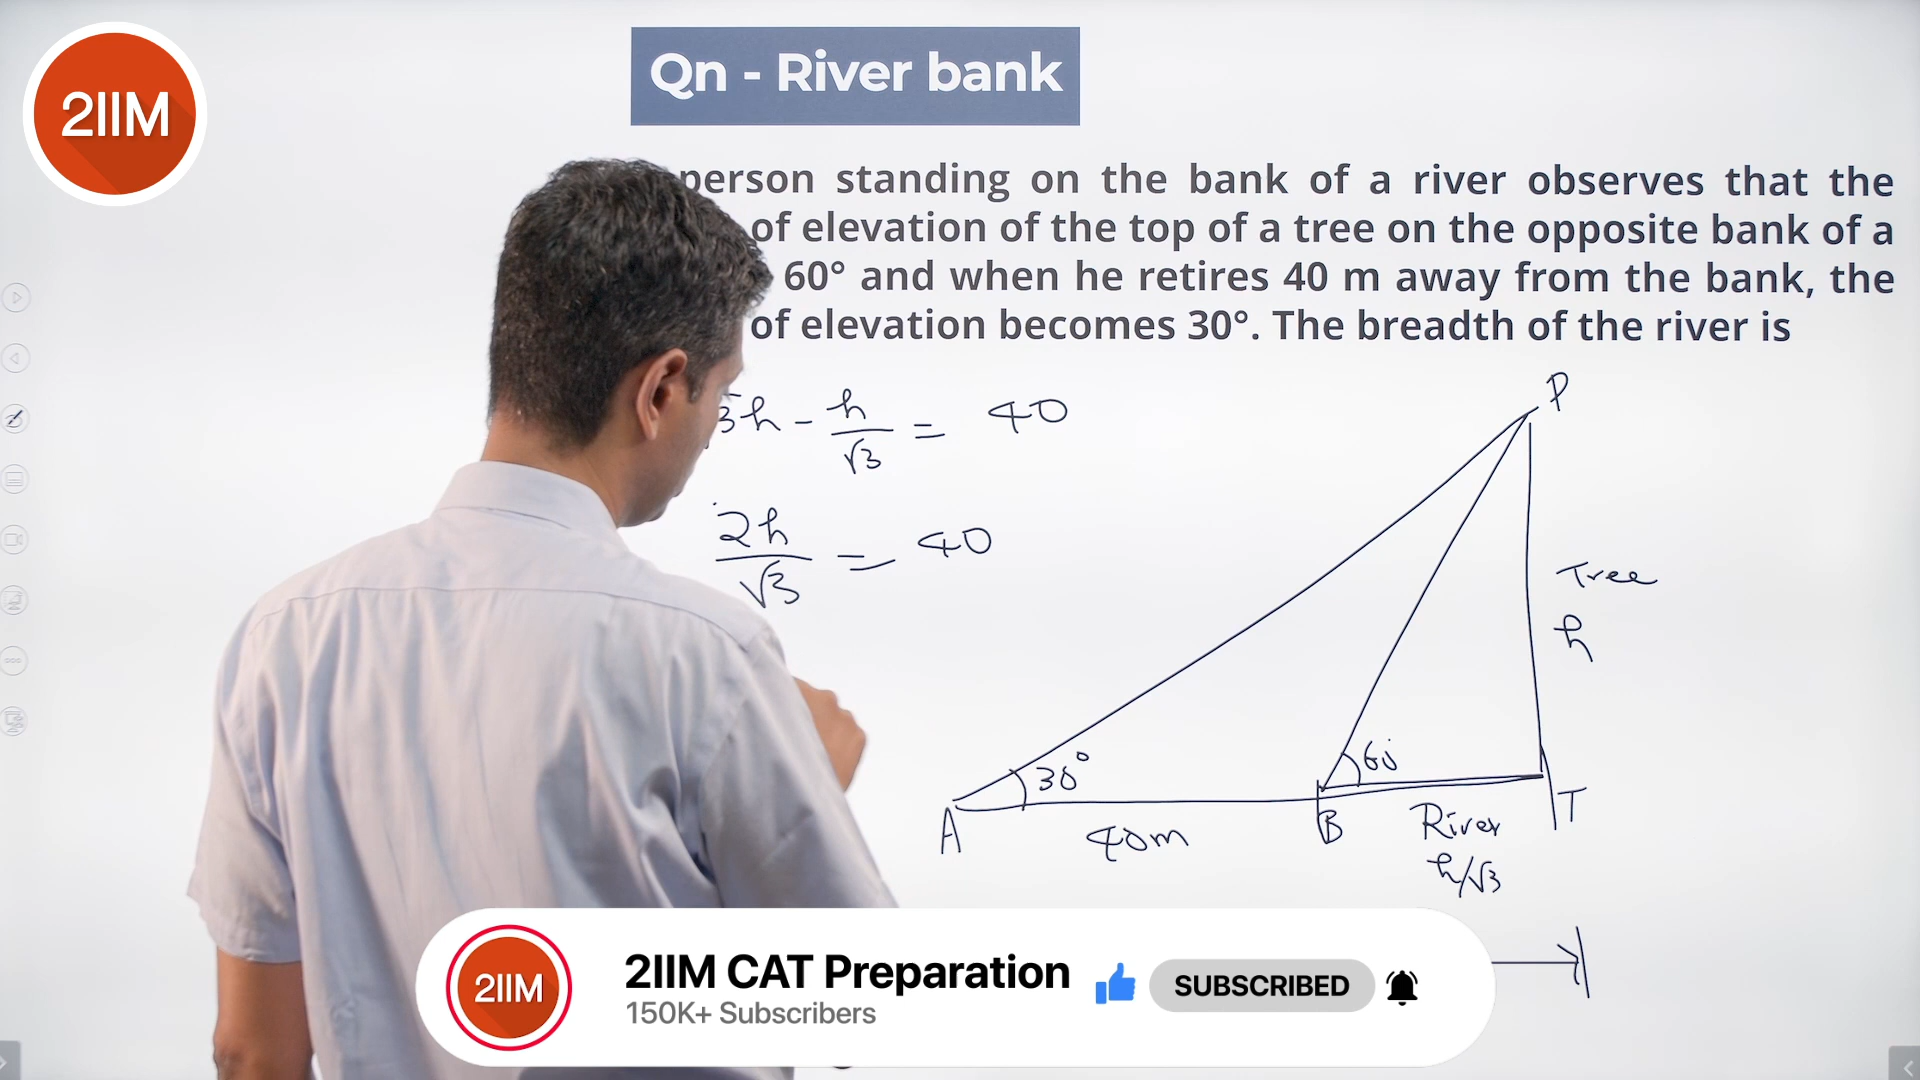 2IIM
Qn - River bank
person standing on the bank of a river observes that the
of elevation of the top of a tree on the opposite bank of a
60° and when he retires 40 m away from the bank, the
of elevation becomes 30°. The breadth of the river is
3h - h/√3 = 40
2h/√3 = 40
P
Tree
h
30°
60
A
40m
B
River
T
h/√3
2IIM
2IIM CAT Preparation
150K+ Subscribers
SUBSCRIBED